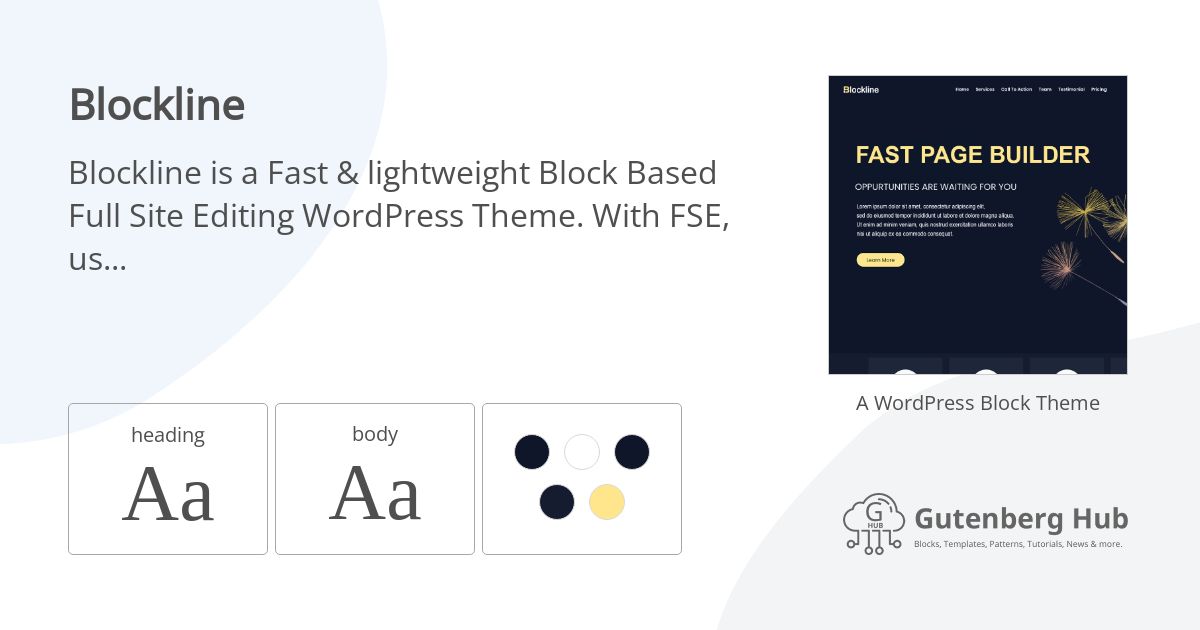 Blockline
Blockline is a Fast & lightweight Block Based
Full Site Editing WordPress Theme. With FSE,
us...
heading
Aa
body
Aa
Blockline
Home Services Call To Action Team Testimonial Pricing
FAST PAGE BUILDER
OPPURTUNITIES ARE WAITING FOR YOU
Lorem ipsum dolor sit amet, consectetur adipiscing elit,
sed do eiusmod tempor incididunt ut labore et dolore magna aliqua.
Ut enim ad minim veniam, quis nostrud exercitation ullamco laboris
nisi ut aliquip ex ea commodo consequat.
Learn More
A WordPress Block Theme
G
HUB
Gutenberg Hub
Blocks, Templates, Patterns, Tutorials, News & more.